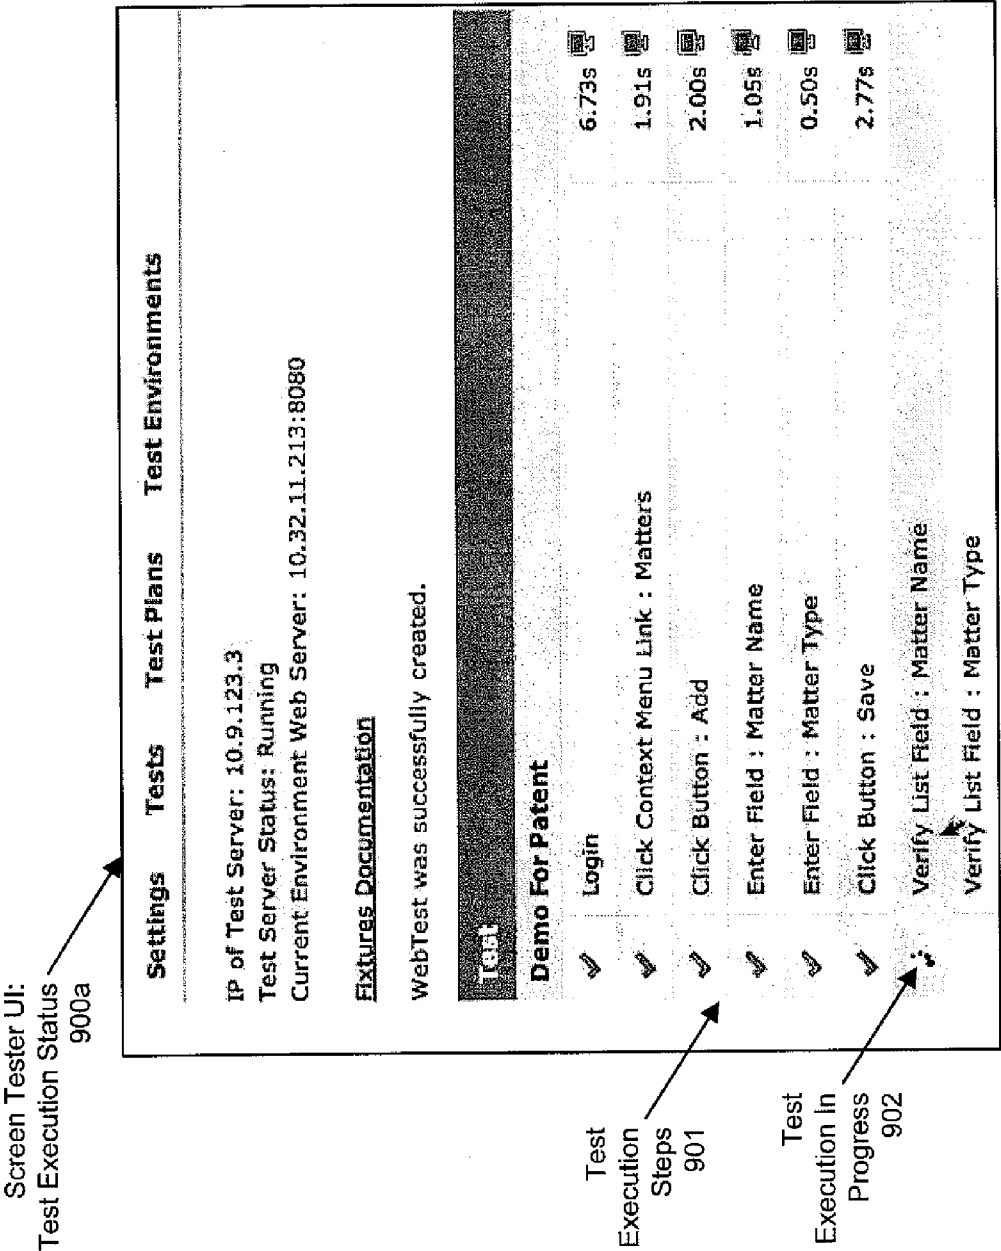 Screen Tester UI:
Test Execution Status
900a
Settings Tests Test Plans Test Environments
IP of Test Server: 10.9.123.3
Test Server Status: Running
Current Environment Web Server: 10.32.11.213:8080
Fixtures Documentation
WebTest was successfully created.
Test
Demo For Patent
Login 6.73s
Click Context Menu Link : Matters 1.91s
Click Button : Add 2.00s
Enter Field : Matter Name 1.05s
Enter Field : Matter Type 0.50s
Click Button : Save 2.77s
Verify List Field : Matter Name
Verify List Field : Matter Type
Test
Execution
Steps
901
Test
Execution In
Progress
902